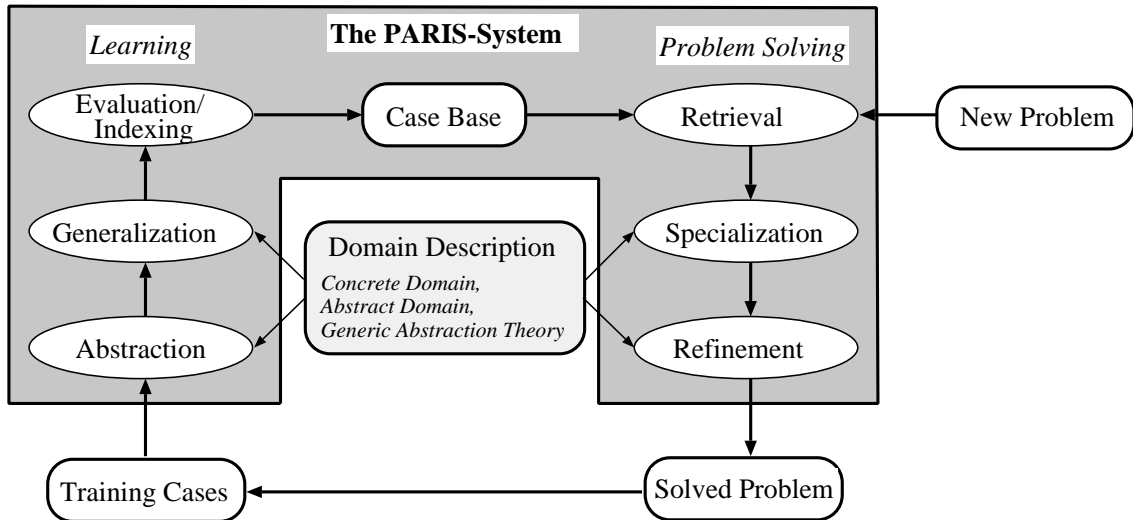 The PARIS-System
Learning
Problem Solving
Evaluation/
Indexing
Case Base
Retrieval
New Problem
Generalization
Domain Description
Concrete Domain,
Abstract Domain,
Generic Abstraction Theory
Specialization
Abstraction
Refinement
Training Cases
Solved Problem